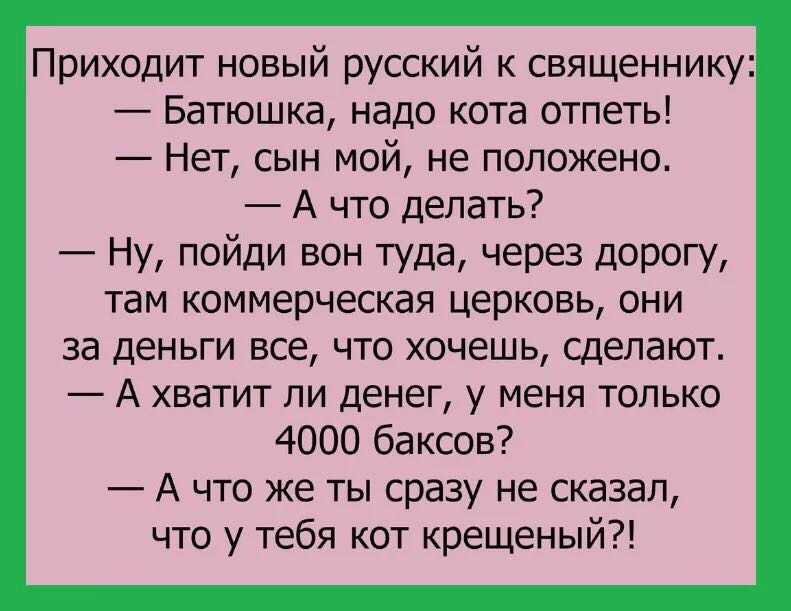 Приходит новый русский к священнику:
— Батюшка, надо кота отпеть!
— Нет, сын мой, не положено.
— А что делать?
— Ну, пойди вон туда, через дорогу,
там коммерческая церковь, они
за деньги все, что хочешь, сделают.
— А хватит ли денег, у меня только
4000 баксов?
— А что же ты сразу не сказал,
что у тебя кот крещеный?!